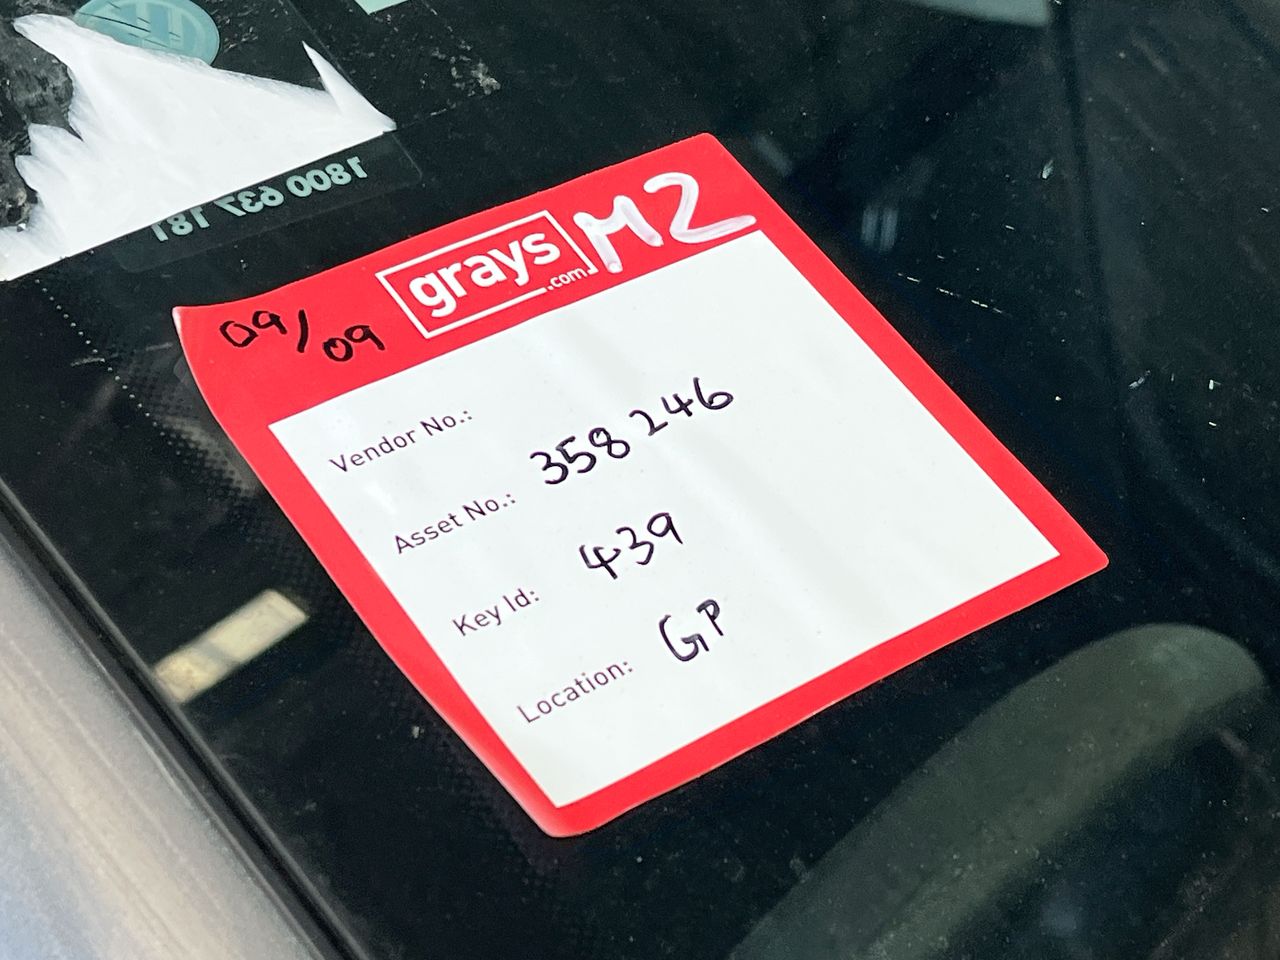 1800 637 181
grays
.com
M2
09/09
Vendor No.:
Asset No.: 358246
Key Id: 439
Location: GP